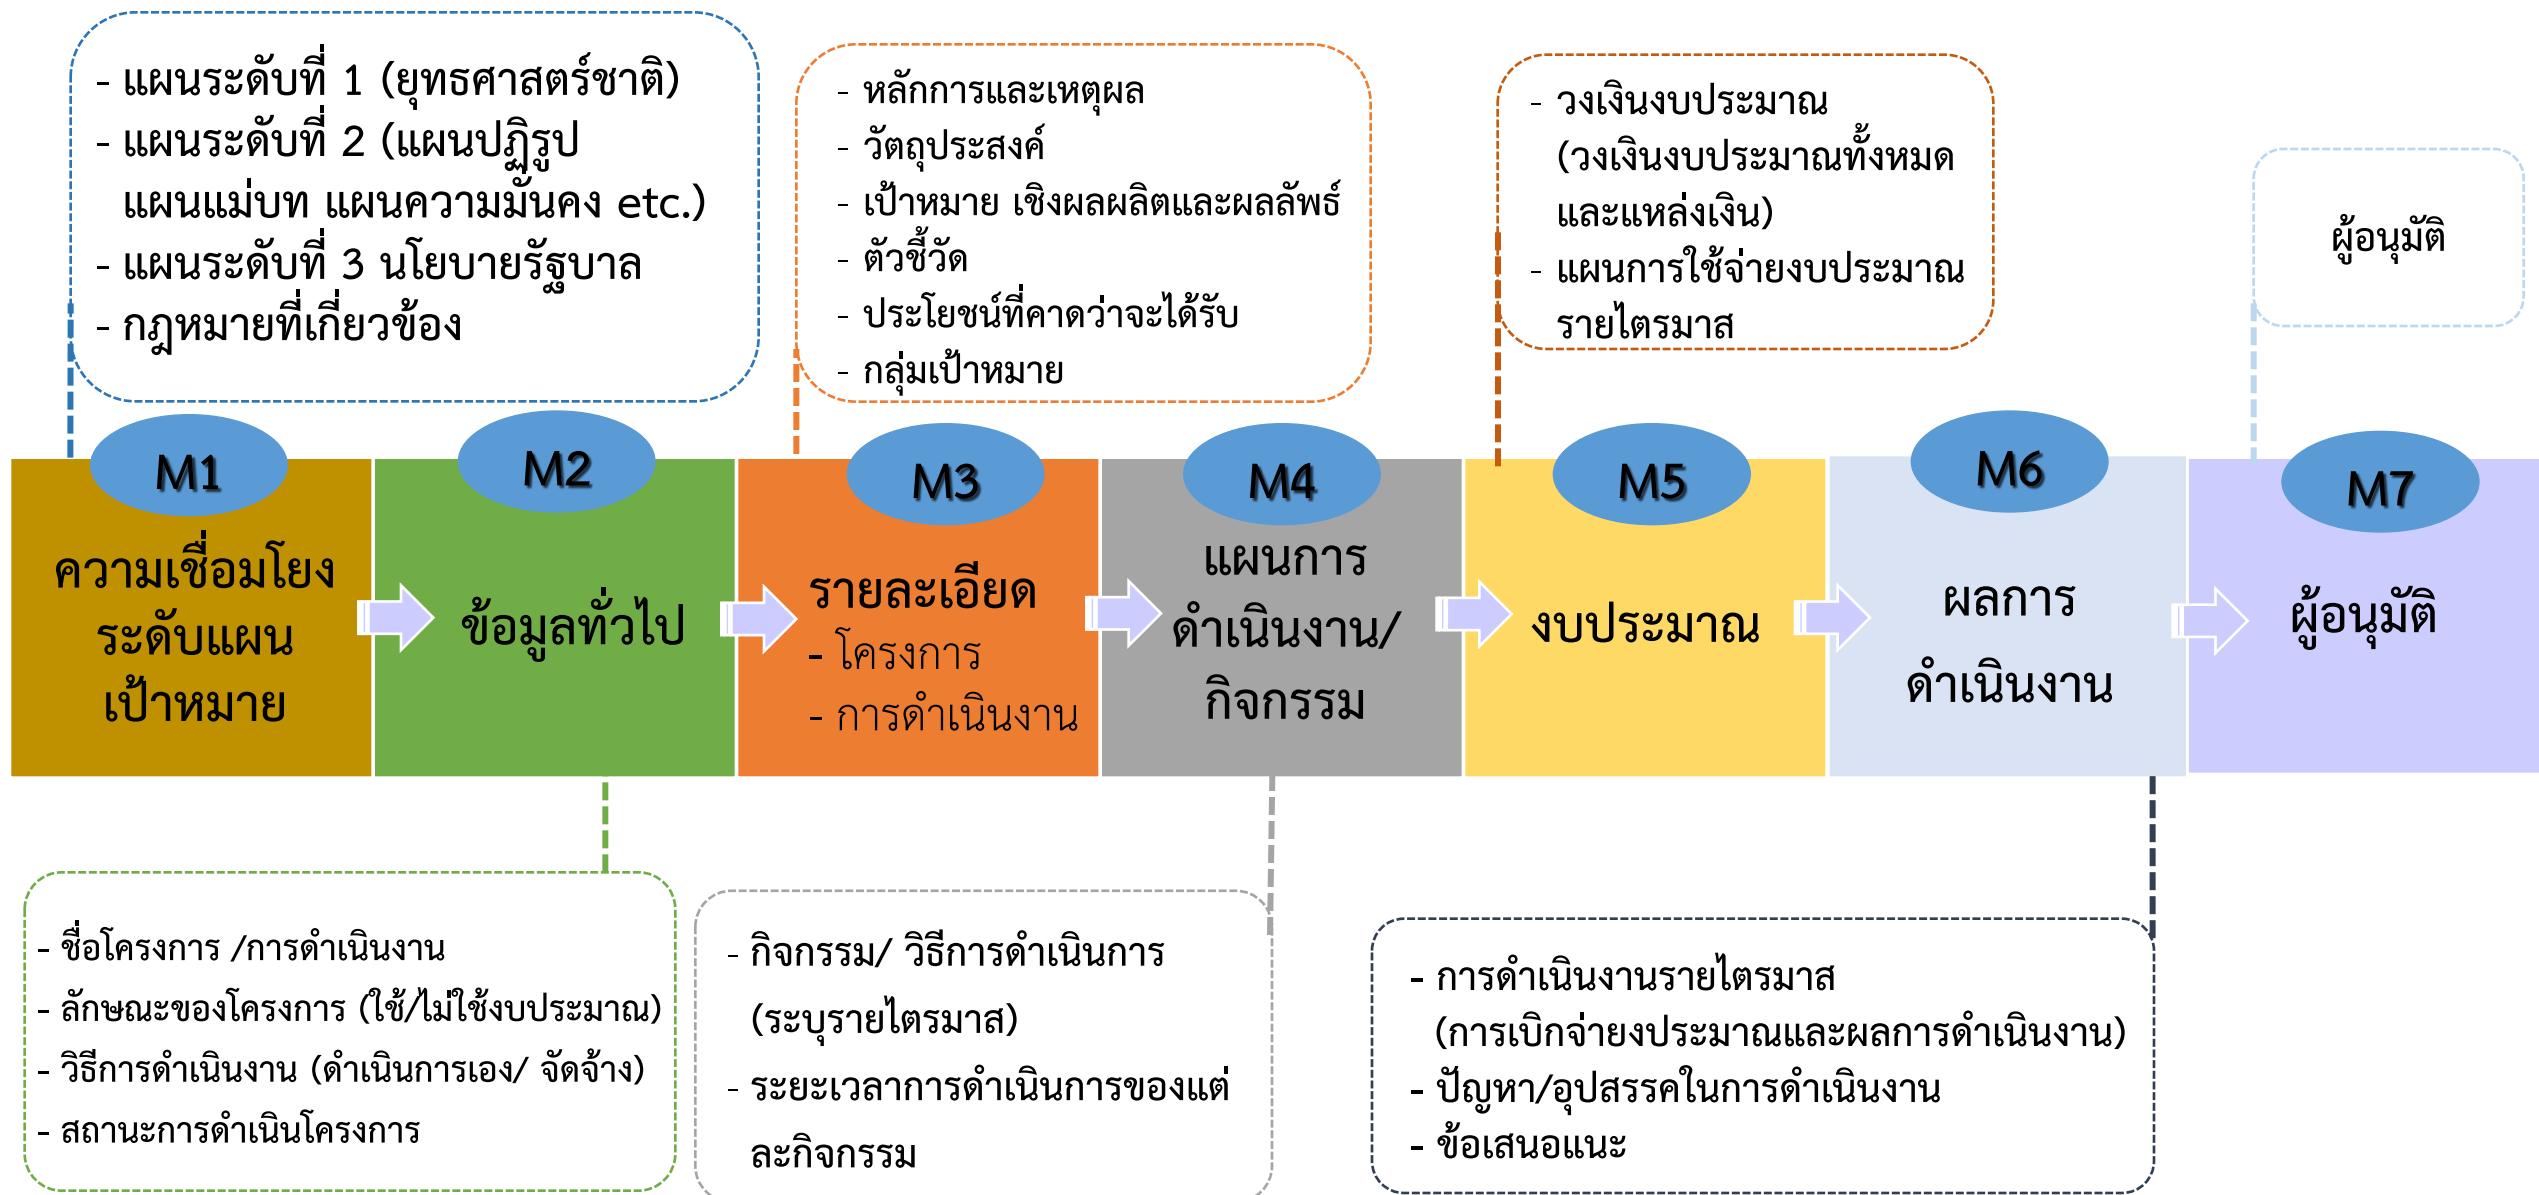 - แผนระดับที่ 1 (ยุทธศาสตร์ชาติ)
- แผนระดับที่ 2 (แผนปฏิรูป
แผนแม่บท แผนความมั่นคง etc.)
- แผนระดับที่ 3 นโยบายรัฐบาล
- กฎหมายที่เกี่ยวข้อง
- หลักการและเหตุผล
- วัตถุประสงค์
- เป้าหมาย เชิงผลผลิตและผลลัพธ์
- ตัวชี้วัด
- ประโยชน์ที่คาดว่าจะได้รับ
- กลุ่มเป้าหมาย
- วงเงินงบประมาณ
(วงเงินงบประมาณทั้งหมด
และแหล่งเงิน)
- แผนการใช้จ่ายงบประมาณ
รายไตรมาส
ผู้อนุมัติ
M1
ความเชื่อมโยง
ระดับแผน
เป้าหมาย
M2
ข้อมูลทั่วไป
M3
รายละเอียด
- โครงการ
- การดำเนินงาน
M4
แผนการ
ดำเนินงาน/
กิจกรรม
M5
งบประมาณ
M6
ผลการ
ดำเนินงาน
M7
ผู้อนุมัติ
- ชื่อโครงการ /การดำเนินงาน
- ลักษณะของโครงการ (ใช้/ไม่ใช้งบประมาณ)
- วิธีการดำเนินงาน (ดำเนินการเอง/ จัดจ้าง)
- สถานะการดำเนินโครงการ
- กิจกรรม/ วิธีการดำเนินการ
(ระบุรายไตรมาส)
- ระยะเวลาการดำเนินการของแต่
ละกิจกรรม
- การดำเนินงานรายไตรมาส
(การเบิกจ่ายงประมาณและผลการดำเนินงาน)
- ปัญหา/อุปสรรคในการดำเนินงาน
- ข้อเสนอแนะ